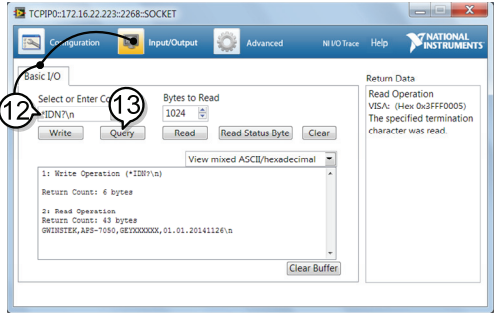 TCPIP0::172.16.22.223::2268::SOCKET
Configuration Input/Output Advanced NI I/O Trace Help NATIONAL INSTRUMENTS
Basic I/O
Return Data
Select or Enter Co
Bytes to Read
12
13
*IDN?\n
1024
Write Query Read Read Status Byte Clear
View mixed ASCII/hexadecimal
1: Write Operation (*IDN?\n)
Return Count: 6 bytes
2: Read Operation
Return Count: 43 bytes
GWINSTEK,APS-7050,GEYXXXXXX,01.01.20141126\n
Clear Buffer
Read Operation
VISA: (Hex 0x3FFF0005)
The specified termination
character was read.